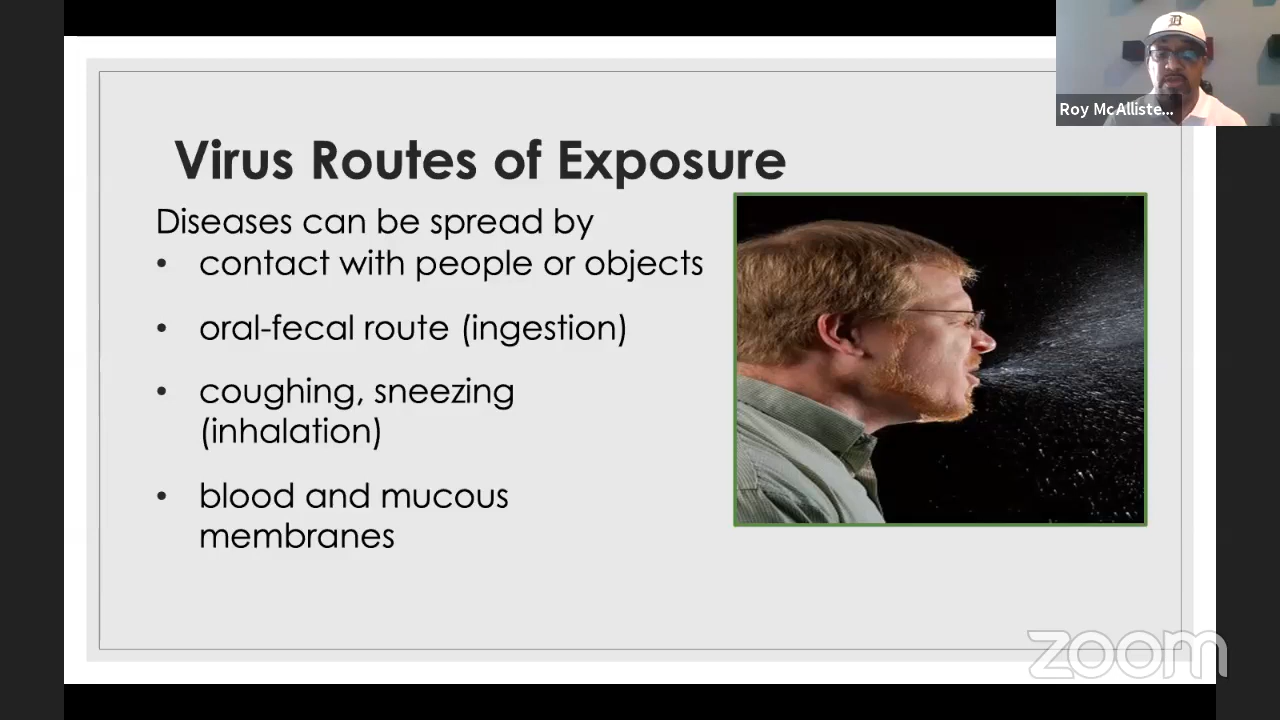 Roy McAlliste...
Virus Routes of Exposure
Diseases can be spread by
• contact with people or objects
• oral-fecal route (ingestion)
• coughing, sneezing
(inhalation)
• blood and mucous
membranes
zoom